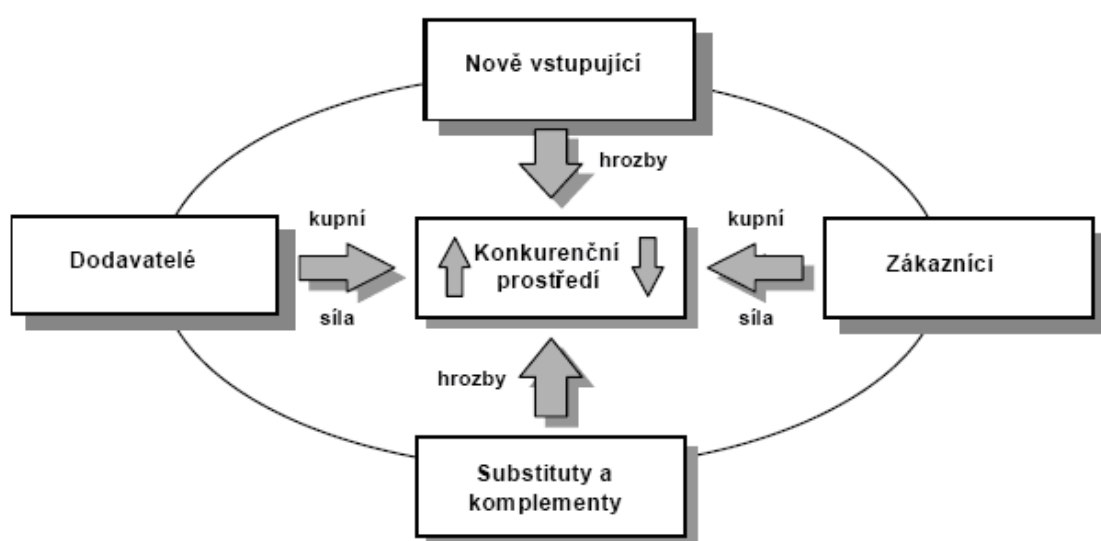 Nově vstupující
hrozby
kupní
Dodavatelé
síla
Konkurenční
prostředí
kupní
Zákazníci
síla
hrozby
Substituty a
komplementy